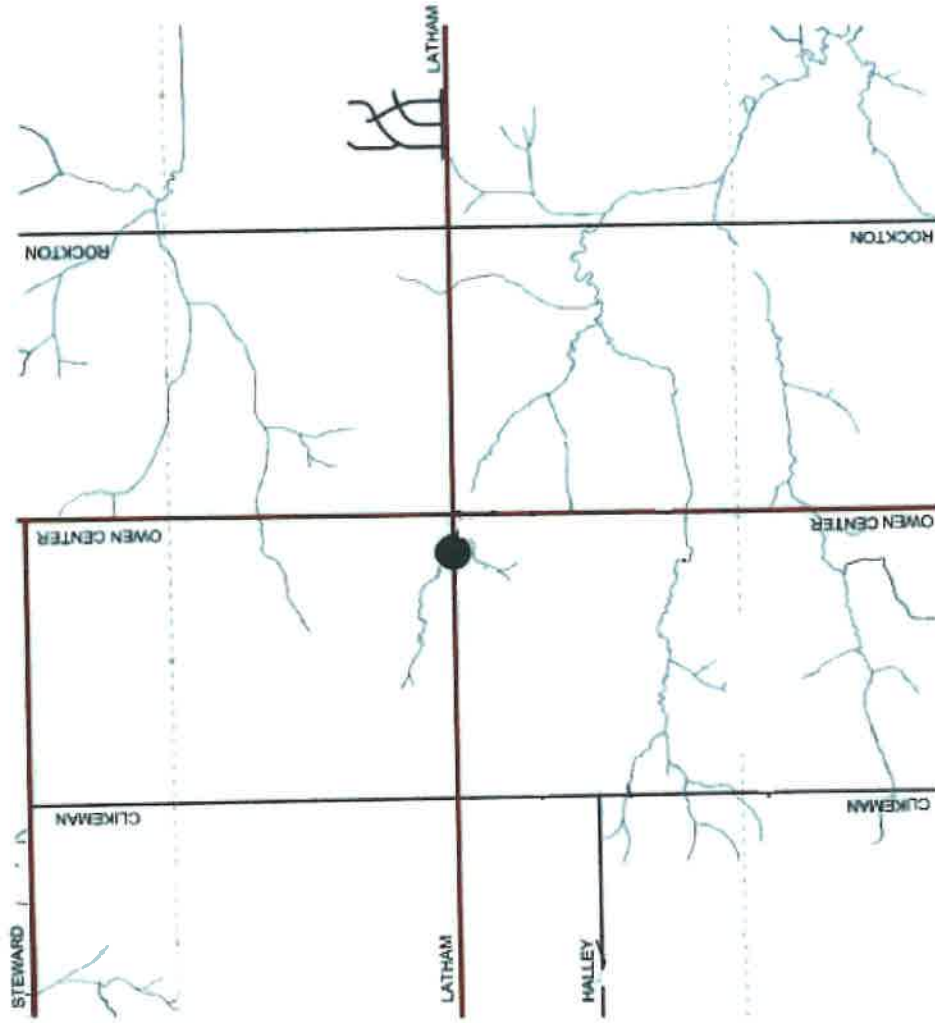 LATHAM
ROCKTON
ROCKTON
OWEN CENTER
OWEN CENTER
CLIKEMAN
CLIKEMAN
STEWARD
LATHAM
HALLEY